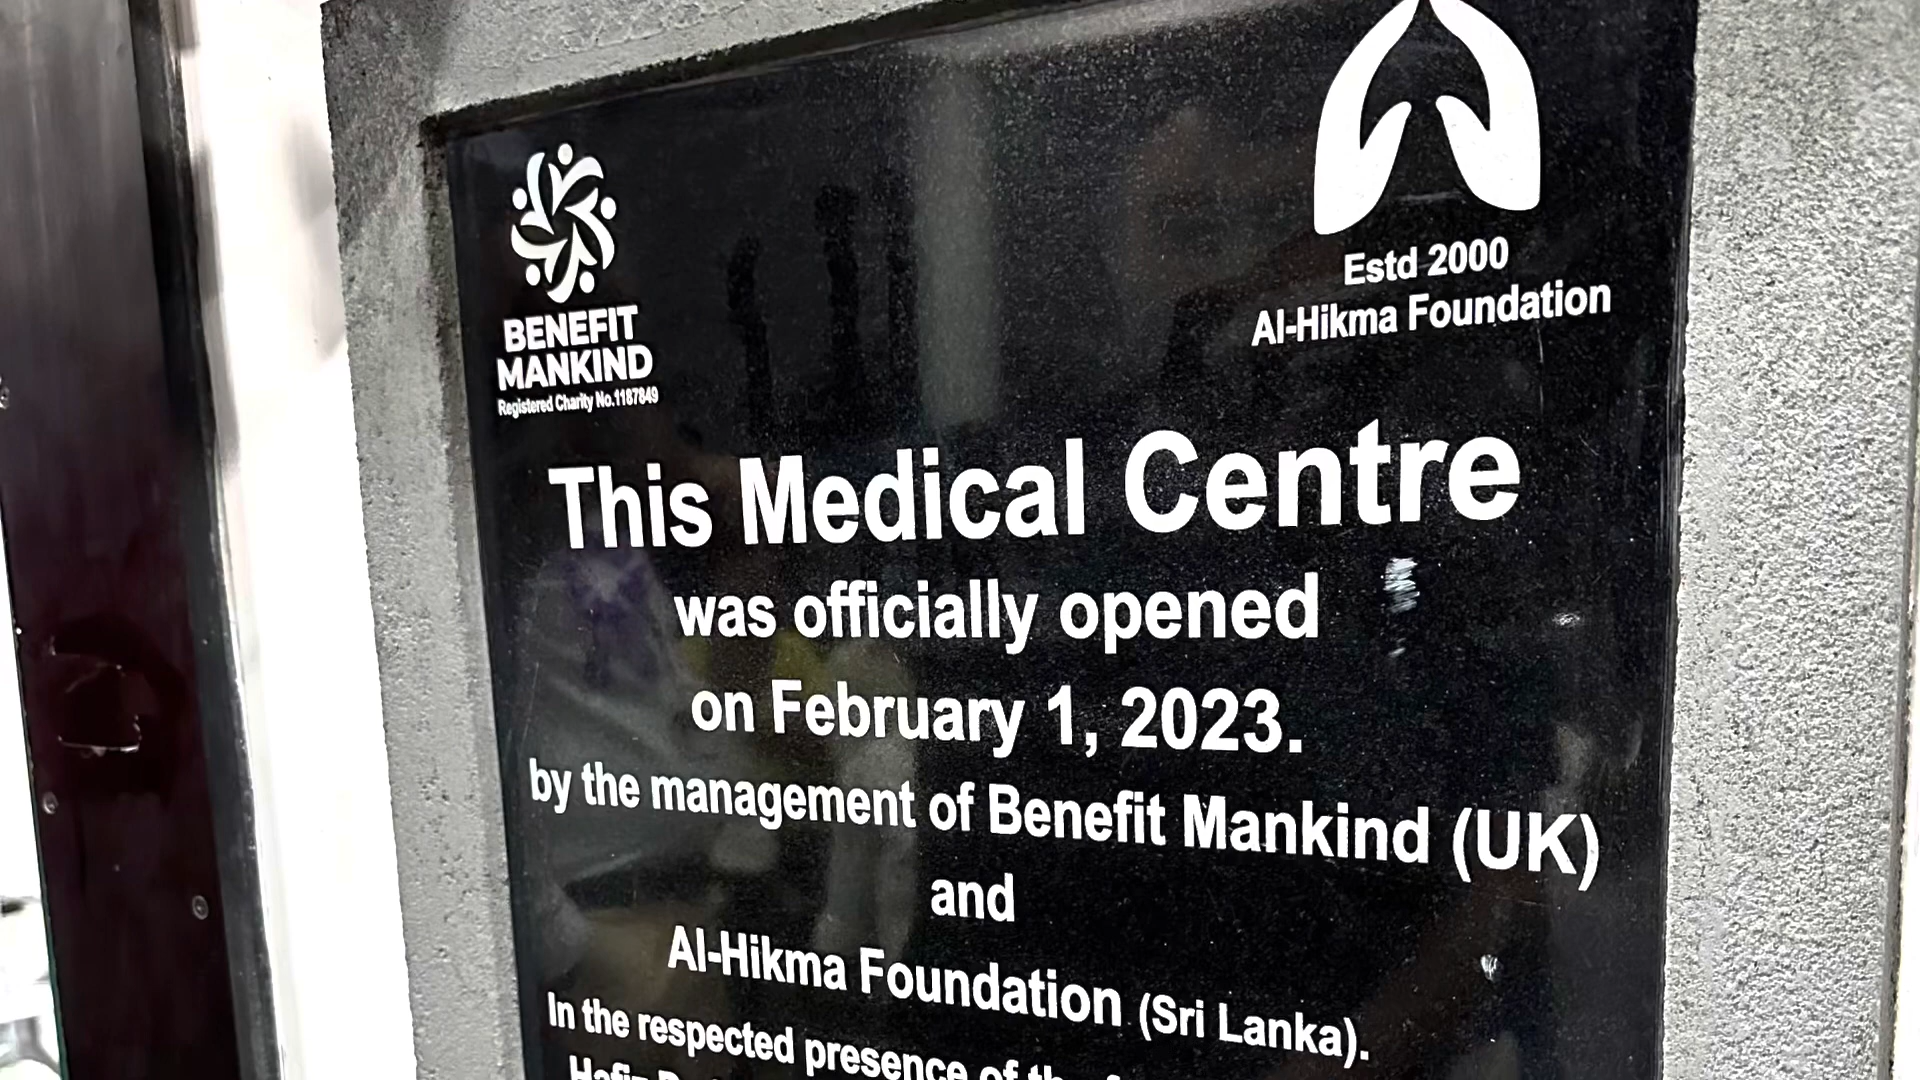 BENEFIT
MANKIND
Registered Charity No.1187849
Estd 2000
Al-Hikma Foundation
This Medical Centre
was officially opened
on February 1, 2023.
by the management of Benefit Mankind (UK)
and
Al-Hikma Foundation (Sri Lanka).
In the respected presence of